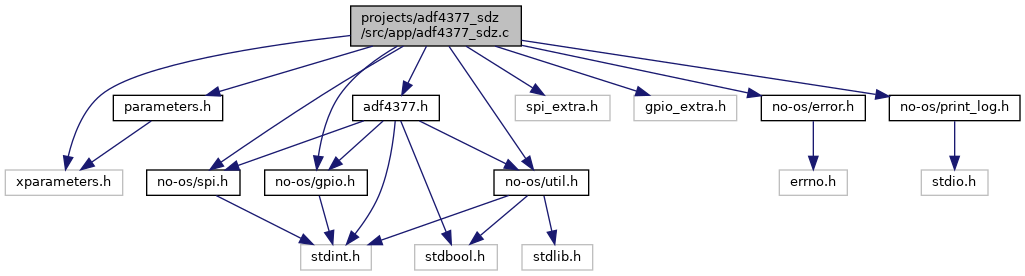 projects/adf4377_sdz
/src/app/adf4377_sdz.c
parameters.h
adf4377.h
spi_extra.h
gpio_extra.h
no-os/error.h
no-os/print_log.h
xparameters.h
no-os/spi.h
no-os/gpio.h
no-os/util.h
errno.h
stdio.h
stdint.h
stdbool.h
stdlib.h